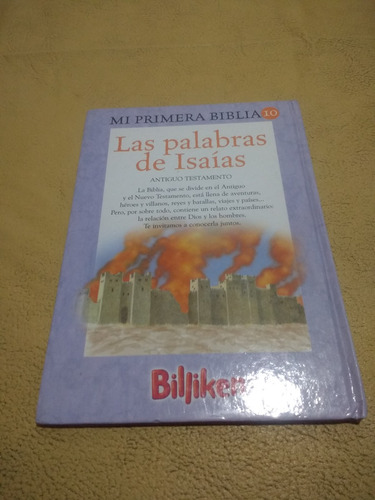 MI PRIMERA BIBLIA 10
Las palabras
de Isaías
ANTIGUO TESTAMENTO
La Biblia, que se divide en el Antiguo
y el Nuevo Testamento, está llena de aventuras,
héroes y villanos, reyes y batallas, viajes y países...
Pero, por sobre todo, contiene un relato extraordinario:
la relación entre Dios y los hombres.
Te invitamos a conocerla juntos.
Billiken